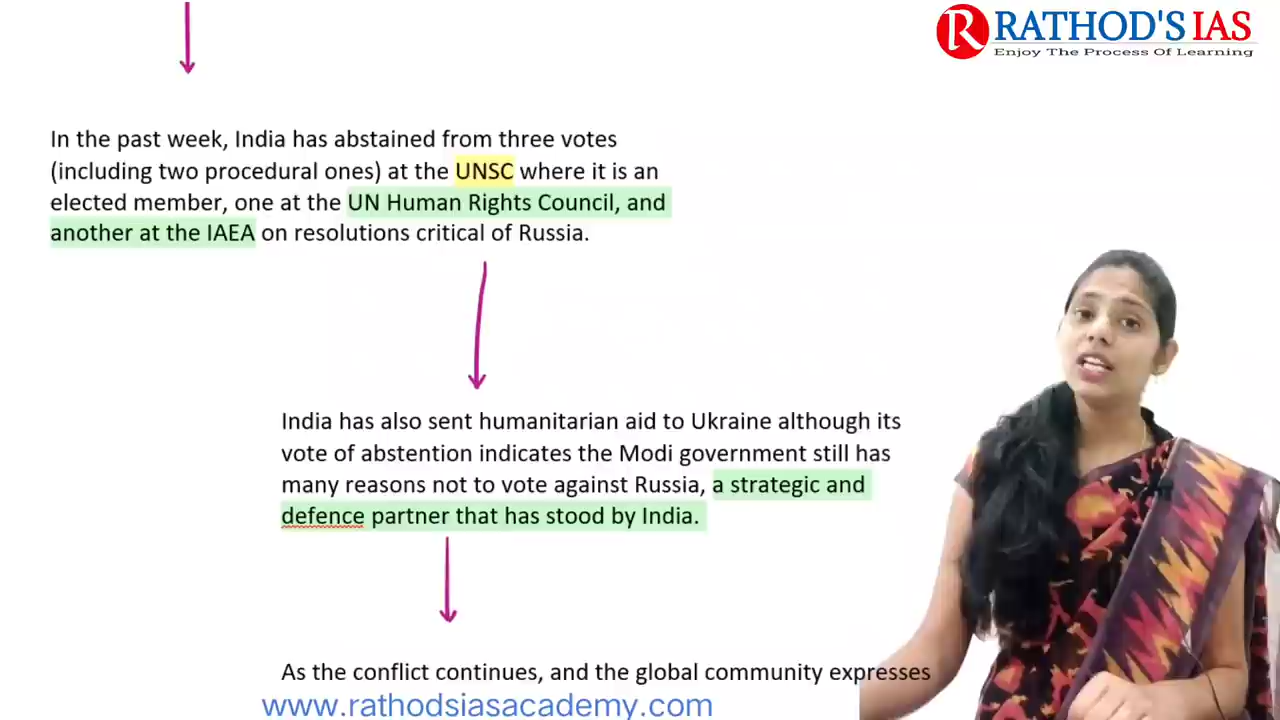 RATHOD'S IAS
Enjoy The Process Of Learning
In the past week, India has abstained from three votes
(including two procedural ones) at the UNSC where it is an
elected member, one at the UN Human Rights Council, and
another at the IAEA on resolutions critical of Russia.
India has also sent humanitarian aid to Ukraine although its
vote of abstention indicates the Modi government still has
many reasons not to vote against Russia, a strategic and
defence partner that has stood by India.
As the conflict continues, and the global community expresses
www.rathodsiasacademy.com